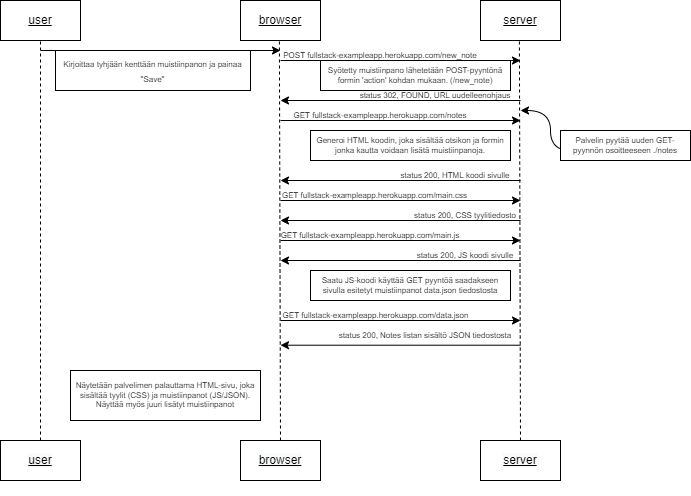 user
browser
server
Kirjoittaa tyhjään kenttään muistiinpanon ja painaa
"Save"
POST fullstack-exampleapp.herokuapp.com/new_note
Syötetty muistiinpano lähetetään POST-pyyntönä
formin 'action' kohdan mukaan. (/new_note)
status 302, FOUND, URL uudelleenohjaus
GET fullstack-exampleapp.herokuapp.com/notes
Generoi HTML koodin, joka sisältää otsikon ja formin
jonka kautta voidaan lisätä muistiinpanoja.
Palvelin pyytää uuden GET-
pyynnön osoitteeseen ./notes
status 200, HTML koodi sivulle
GET fullstack-exampleapp.herokuapp.com/main.css
status 200, CSS tyylitiedosto
GET fullstack-exampleapp.herokuapp.com/main.js
status 200, JS koodi sivulle
Saatu JS-koodi käyttää GET pyyntöä saadakseen
sivulla esitetyt muistiinpanot data.json tiedostosta
GET fullstack-exampleapp.herokuapp.com/data.json
status 200, Notes listan sisältö JSON tiedostosta
Näytetään palvelimen palauttama HTML-sivu, joka
sisältää tyylit (CSS) ja muistiinpanot (JS/JSON).
Näyttää myös juuri lisätyt muistiinpanot
user
browser
server